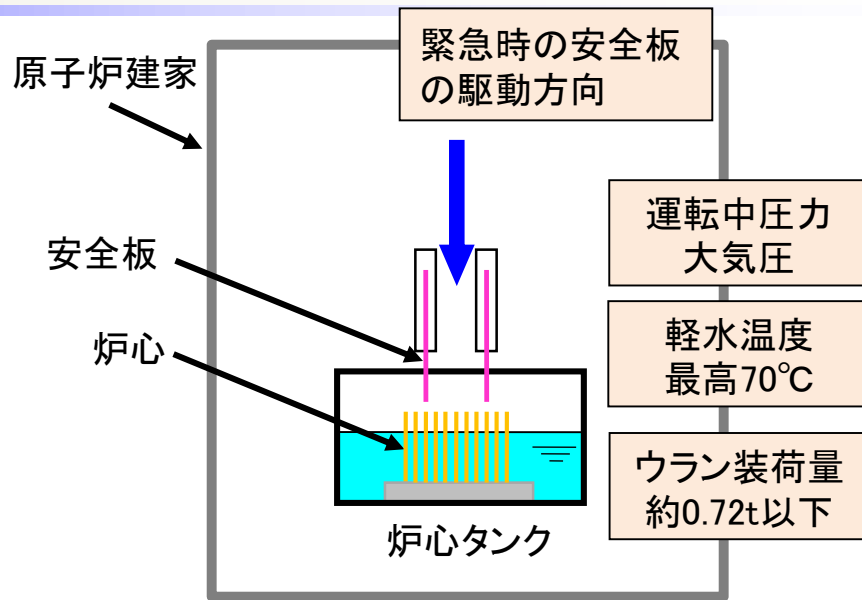 緊急時の安全板
の駆動方向
原子炉建家
運転中圧力
大気圧
安全板
軽水温度
最高70℃
炉心
ウラン装荷量
約0.72t以下
炉心タンク